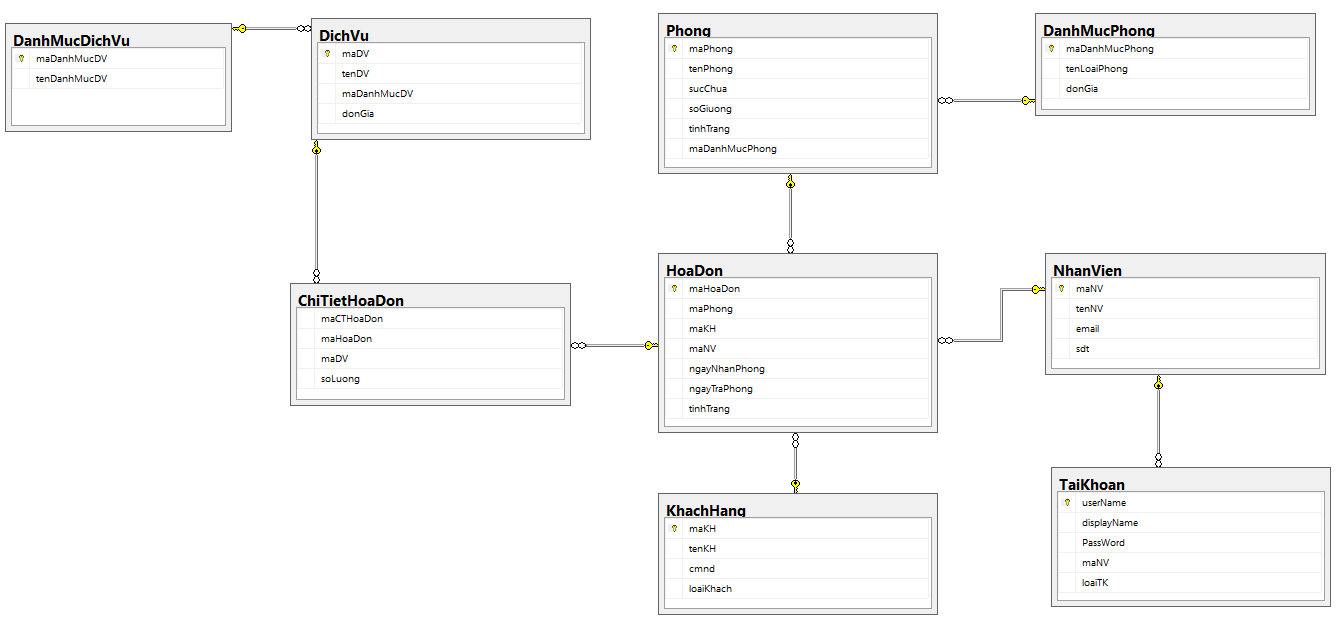 DanhMucDichVu
maDanhMucDV
tenDanhMucDV
DichVu
maDV
tenDV
maDanhMucDV
donGia
Phong
maPhong
tenPhong
sucChua
soGiuong
tinhTrang
maDanhMucPhong
DanhMucPhong
maDanhMucPhong
tenLoaiPhong
donGia
ChiTietHoaDon
maCTHoaDon
maHoaDon
maDV
soLuong
HoaDon
maHoaDon
maPhong
maKH
maNV
ngayNhanPhong
ngayTraPhong
tinhTrang
NhanVien
maNV
tenNV
email
sdt
KhachHang
maKH
tenKH
cmnd
loaiKhach
TaiKhoan
userName
displayName
PassWord
maNV
loaiTK